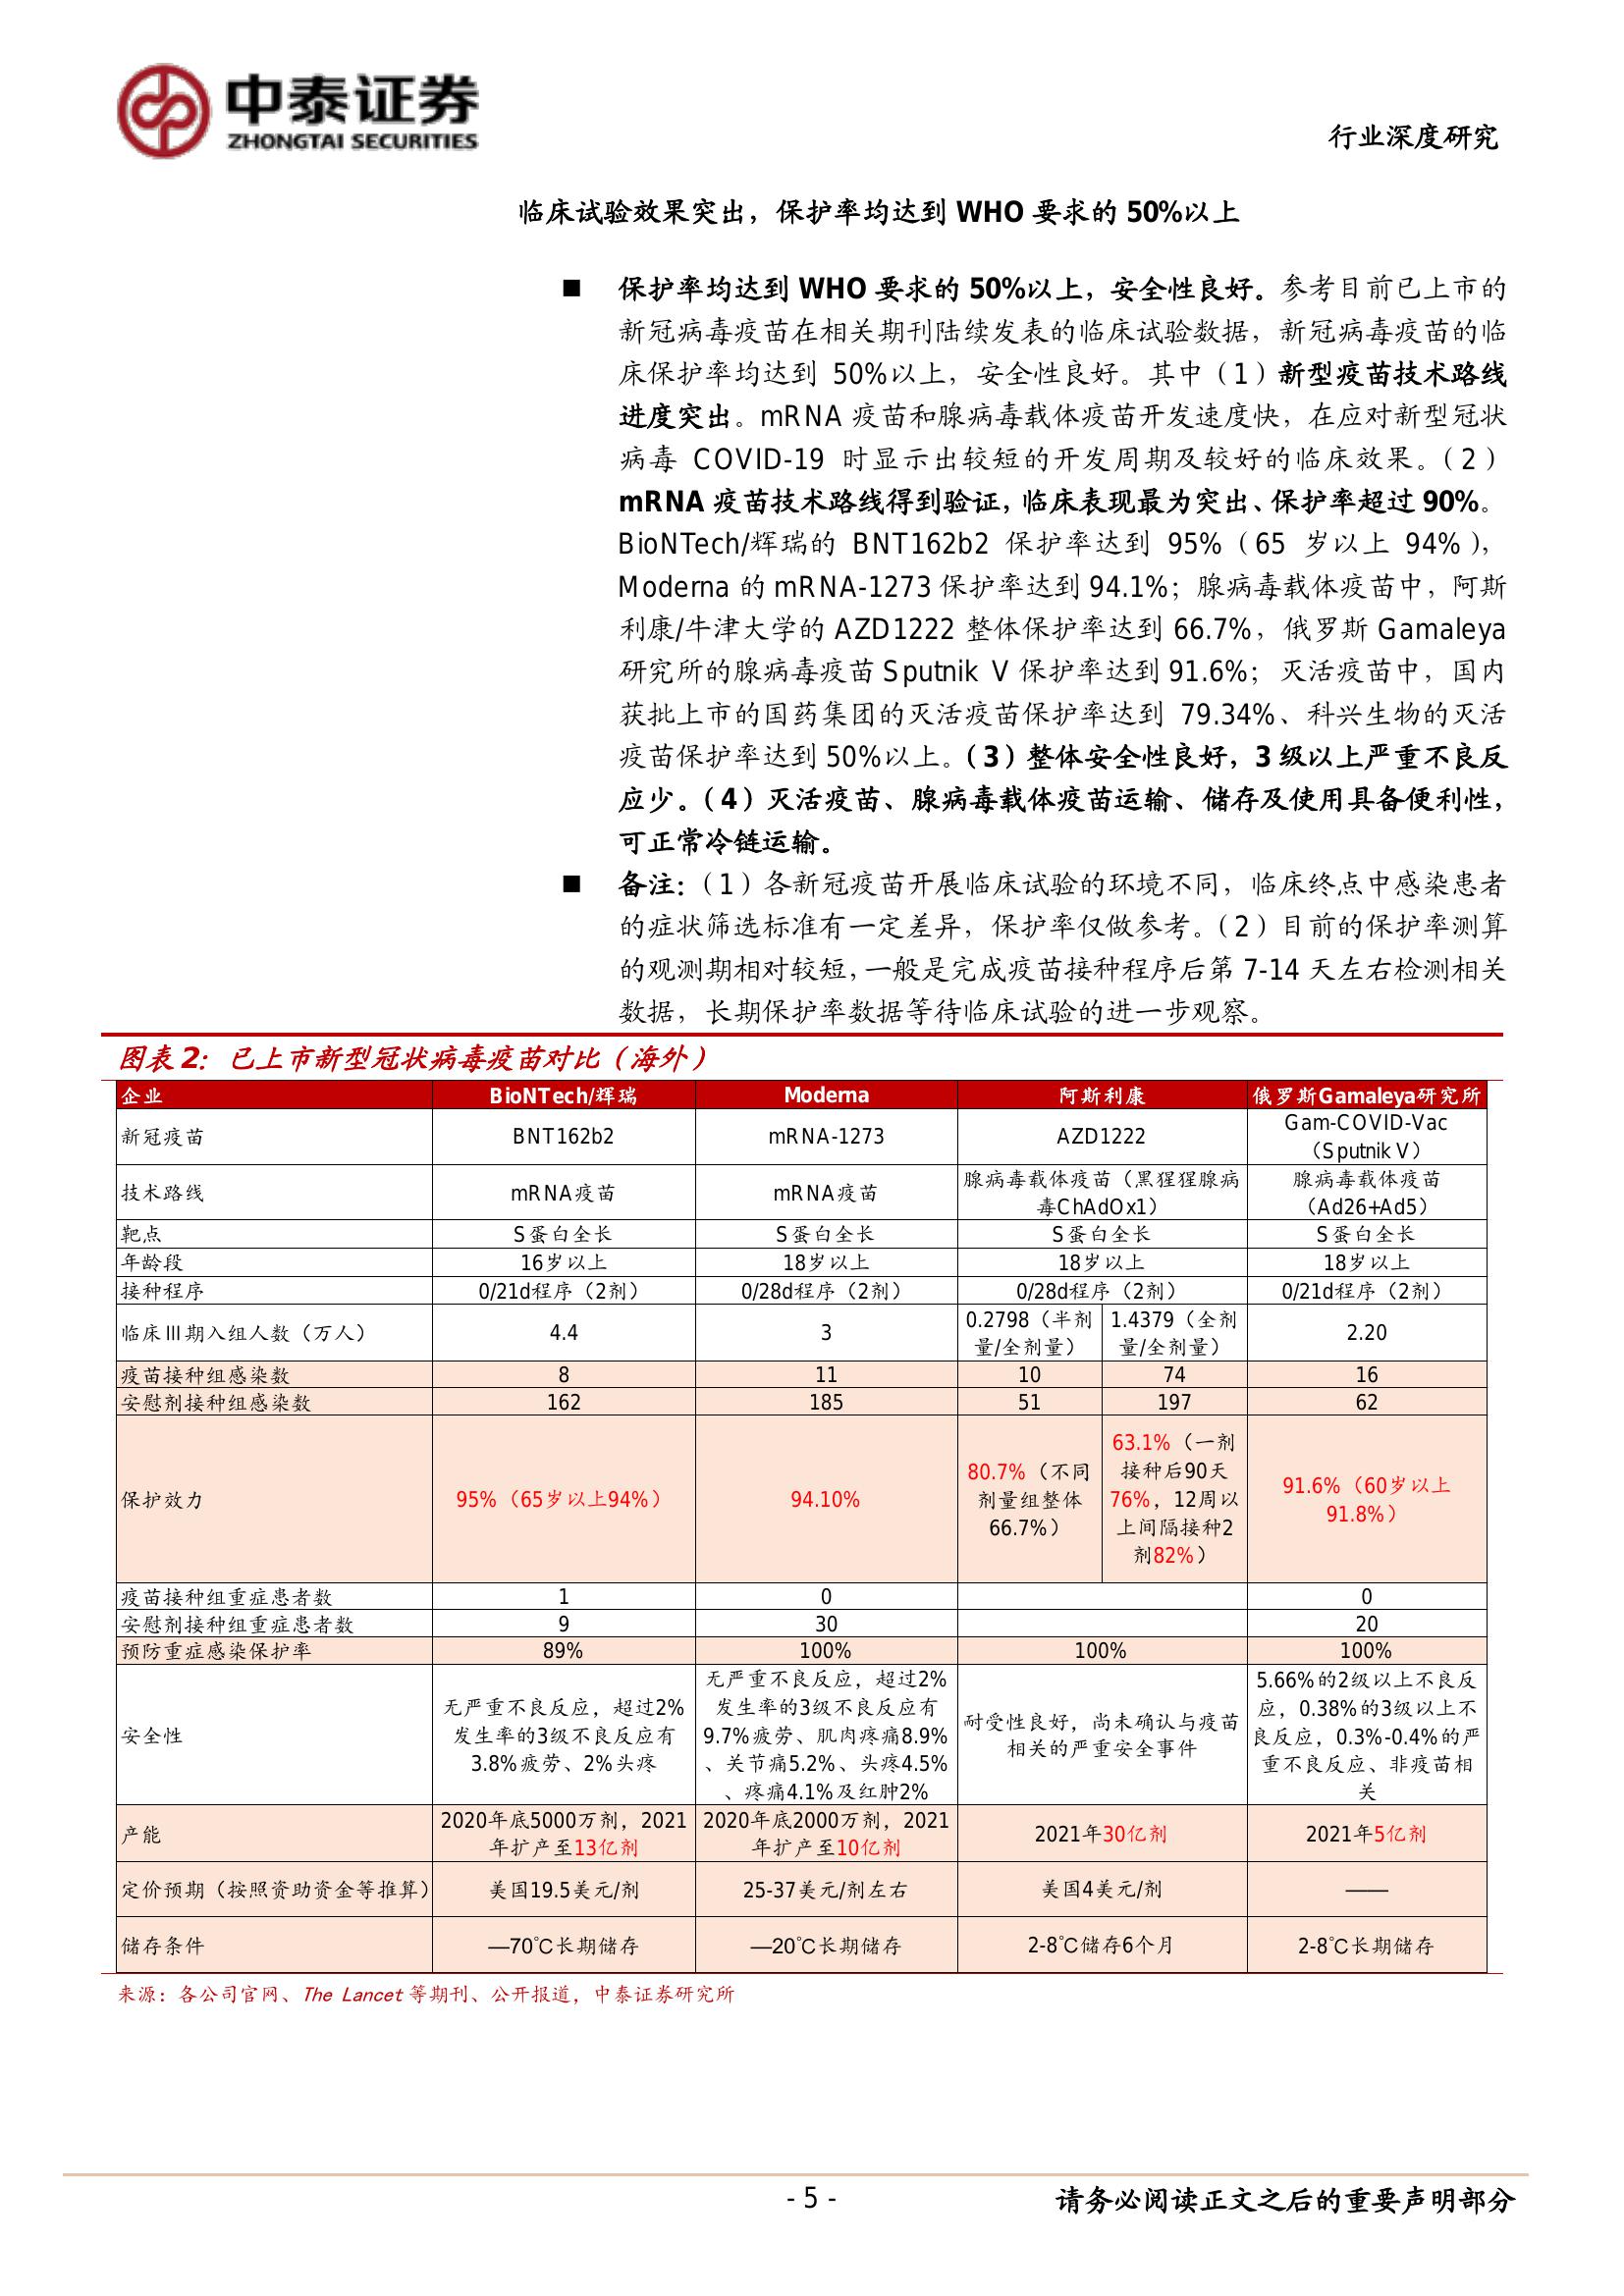 中泰证券
ZHONGTAI SECURITIES
行业深度研究
临床试验效果突出，保护率均达到 WHO 要求的 50%以上
■ 保护率均达到 WHO 要求的 50%以上，安全性良好。参考目前已上市的
新冠病毒疫苗在相关期刊陆续发表的临床试验数据，新冠病毒疫苗的临
床保护率均达到 50%以上，安全性良好。其中（1）新型疫苗技术路线
进度突出。mRNA 疫苗和腺病毒载体疫苗开发速度快，在应对新型冠状
病毒 COVID-19 时显示出较短的开发周期及较好的临床效果。（2）
mRNA 疫苗技术路线得到验证，临床表现最为突出、保护率超过 90%。
BioNTech/辉瑞的 BNT162b2 保护率达到 95%（65 岁以上 94%），
Moderna 的 mRNA-1273 保护率达到 94.1%；腺病毒载体疫苗中，阿斯
利康/牛津大学的 AZD1222 整体保护率达到 66.7%，俄罗斯 Gamaleya
研究所的腺病毒疫苗 Sputnik V 保护率达到 91.6%；灭活疫苗中，国内
获批上市的国药集团的灭活疫苗保护率达到 79.34%、科兴生物的灭活
疫苗保护率达到 50%以上。（3）整体安全性良好，3 级以上严重不良反
应少。（4）灭活疫苗、腺病毒载体疫苗运输、储存及使用具备便利性，
可正常冷链运输。
■ 备注：（1）各新冠疫苗开展临床试验的环境不同，临床终点中感染患者
的症状筛选标准有一定差异，保护率仅做参考。（2）目前的保护率测算
的观测期相对较短，一般是完成疫苗接种程序后第 7-14 天左右检测相关
数据，长期保护率数据等待临床试验的进一步观察。
图表 2：已上市新型冠状病毒疫苗对比（海外）
企业 BioNTech/辉瑞 Moderna 阿斯利康 俄罗斯Gamaleya研究所
新冠疫苗 BNT162b2 mRNA-1273 AZD1222 Gam-COVID-Vac
（Sputnik V）
技术路线 mRNA疫苗 mRNA疫苗 腺病毒载体疫苗（黑猩猩腺病
毒ChAdOx1） 腺病毒载体疫苗
（Ad26+Ad5）
靶点 S蛋白全长 S蛋白全长 S蛋白全长 S蛋白全长
年龄段 16岁以上 18岁以上 18岁以上 18岁以上
接种程序 0/21d程序（2剂） 0/28d程序（2剂） 0/28d程序（2剂） 0/21d程序（2剂）
临床Ⅲ期入组人数（万人） 4.4 3 0.2798（半剂
量/全剂量） 1.4379（全剂
量/全剂量） 2.20
疫苗接种组感染数 8 11 10 74 16
安慰剂接种组感染数 162 185 51 197 62
保护效力 95%（65岁以上94%） 94.10% 80.7%（不同
剂量组整体
66.7%） 63.1%（一剂
接种后90天
76%，12周以
上间隔接种2
剂82%） 91.6%（60岁以上
91.8%）
疫苗接种组重症患者数 1 0 0
安慰剂接种组重症患者数 9 30 20
预防重症感染保护率 89% 100% 100% 100%
安全性 无严重不良反应，超过2%
发生率的3级不良反应有
3.8%疲劳、2%头疼 无严重不良反应，超过2%
发生率的3级不良反应有
9.7%疲劳、肌肉疼痛8.9%
、关节痛5.2%、头疼4.5%
、疼痛4.1%及红肿2% 耐受性良好，尚未确认与疫苗
相关的严重安全事件 5.66%的2级以上不良反
应，0.38%的3级以上不
良反应，0.3%-0.4%的严
重不良反应、非疫苗相
关
产能 2020年底5000万剂，2021
年扩产至13亿剂 2020年底2000万剂，2021
年扩产至10亿剂 2021年30亿剂 2021年5亿剂
定价预期（按照资助资金等推算） 美国19.5美元/剂 25-37美元/剂左右 美国4美元/剂 ——
储存条件 —70℃长期储存 —20℃长期储存 2-8℃储存6个月 2-8℃长期储存
来源：各公司官网、The Lancet 等期刊、公开报道，中泰证券研究所
- 5 -
请务必阅读正文之后的重要声明部分